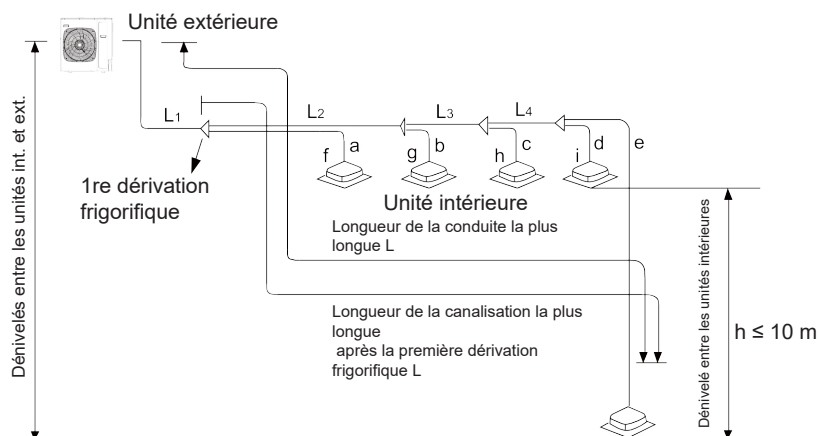 Unité extérieure
L1
L2
L3
L4
f
a
g
b
h
c
i
d
e
1re dérivation
frigorifique
Unité intérieure
Longueur de la conduite la plus
longue L
Longueur de la canalisation la plus
longue
après la première dérivation
frigorifique L
Dénivelés entre les unités int. et ext.
Dénivelé entre les unités intérieures
h ≤ 10 m